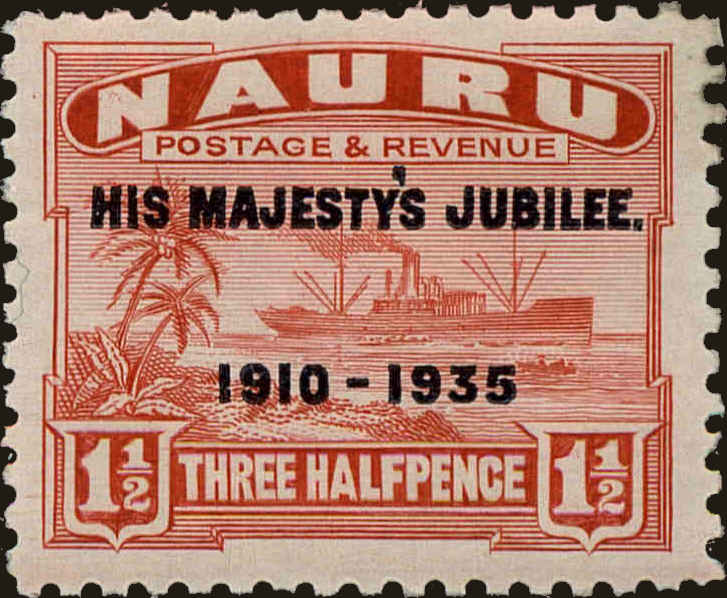 NAURU
POSTAGE & REVENUE
HIS MAJESTY'S JUBILEE.
1910-1935
1½ THREE HALFPENCE 1½